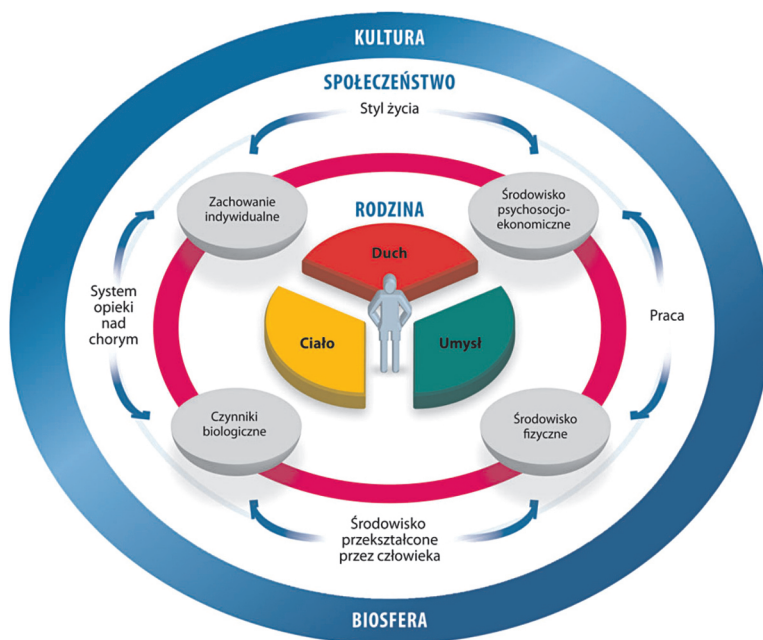 KULTURA
SPOŁECZEŃSTWO
Styl życia
Zachowanie
indywidualne
Środowisko
psychosocjo-
ekonomiczne
RODZINA
Duch
System
opieki
nad
chorym
Praca
Ciało
Umysł
Czynniki
biologiczne
Środowisko
fizyczne
Środowisko
przekształcone
przez człowieka
BIOSFERA